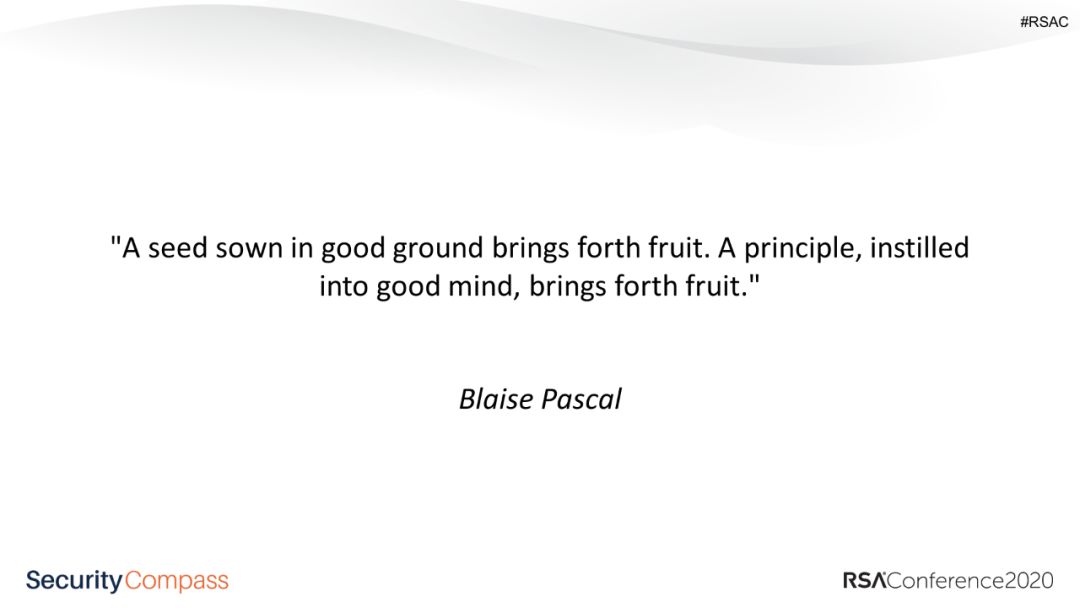 #RSAC
"A seed sown in good ground brings forth fruit. A principle, instilled
into good mind, brings forth fruit."
Blaise Pascal
SecurityCompass
RSAConference2020